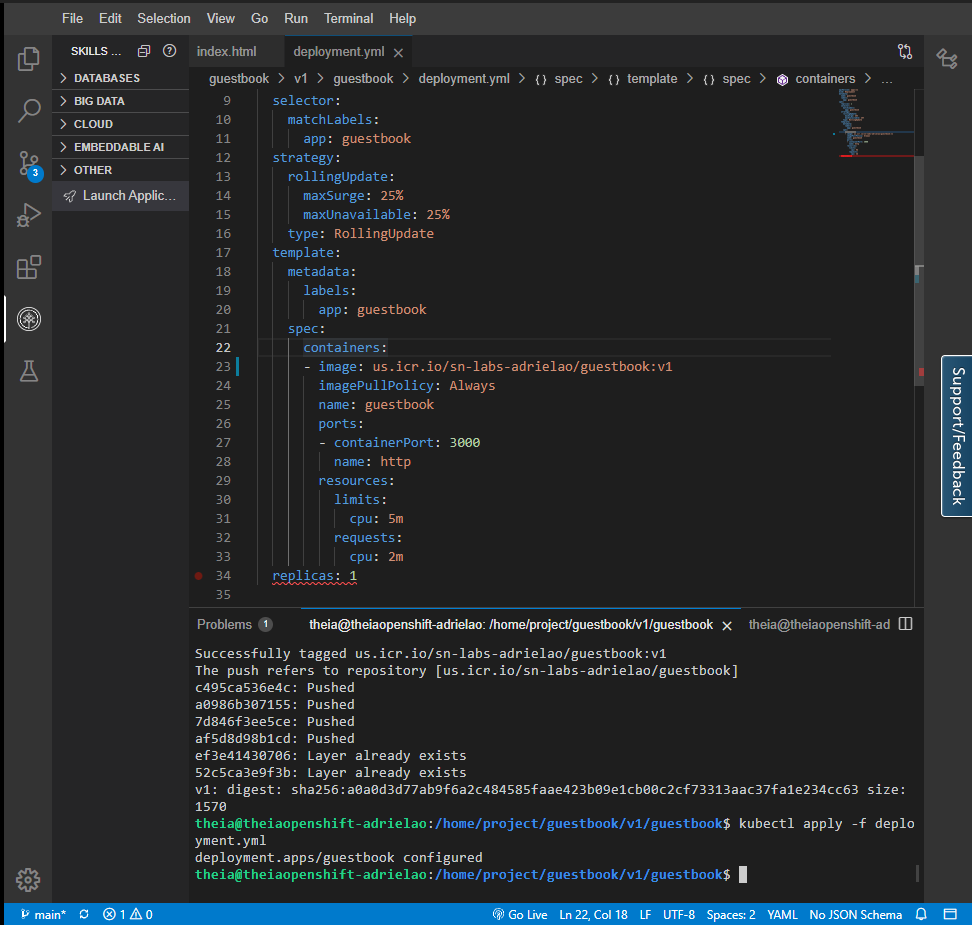 File Edit Selection View Go Run Terminal Help
SKILLS ...
DATABASES
BIG DATA
CLOUD
EMBEDDABLE AI
OTHER
Launch Applic...
3
index.html deployment.yml
guestbook > v1 > guestbook > deployment.yml > {} spec > {} template > {} spec > containers > ...
9 selector:
10 matchLabels:
11 app: guestbook
12 strategy:
13 rollingUpdate:
14 maxSurge: 25%
15 maxUnavailable: 25%
16 type: RollingUpdate
17 template:
18 metadata:
19 labels:
20 app: guestbook
21 spec:
22 containers:
23 - image: us.icr.io/sn-labs-adrielao/guestbook:v1
24 imagePullPolicy: Always
25 name: guestbook
26 ports:
27 - containerPort: 3000
28 name: http
29 resources:
30 limits:
31 cpu: 5m
32 requests:
33 cpu: 2m
34 replicas: 1
35
Support/Feedback
Problems 1 theia@theiaopenshift-adrielao: /home/project/guestbook/v1/guestbook theia@theiaopenshift-ad
Successfully tagged us.icr.io/sn-labs-adrielao/guestbook:v1
The push refers to repository [us.icr.io/sn-labs-adrielao/guestbook]
c495ca536e4c: Pushed
a0986b307155: Pushed
7d846f3ee5ce: Pushed
af5d8d98b1cd: Pushed
ef3e41430706: Layer already exists
52c5ca3e9f3b: Layer already exists
v1: digest: sha256:a0a0d3d77ab9f6a2c484585faae423b09e1cb00c2cf73313aac37fa1e234cc63 size:
1570
theia@theiaopenshift-adrielao:/home/project/guestbook/v1/guestbook$ kubectl apply -f deplo
yment.yml
deployment.apps/guestbook configured
theia@theiaopenshift-adrielao:/home/project/guestbook/v1/guestbook$
main* 1 0 Go Live Ln 22, Col 18 LF UTF-8 Spaces: 2 YAML No JSON Schema